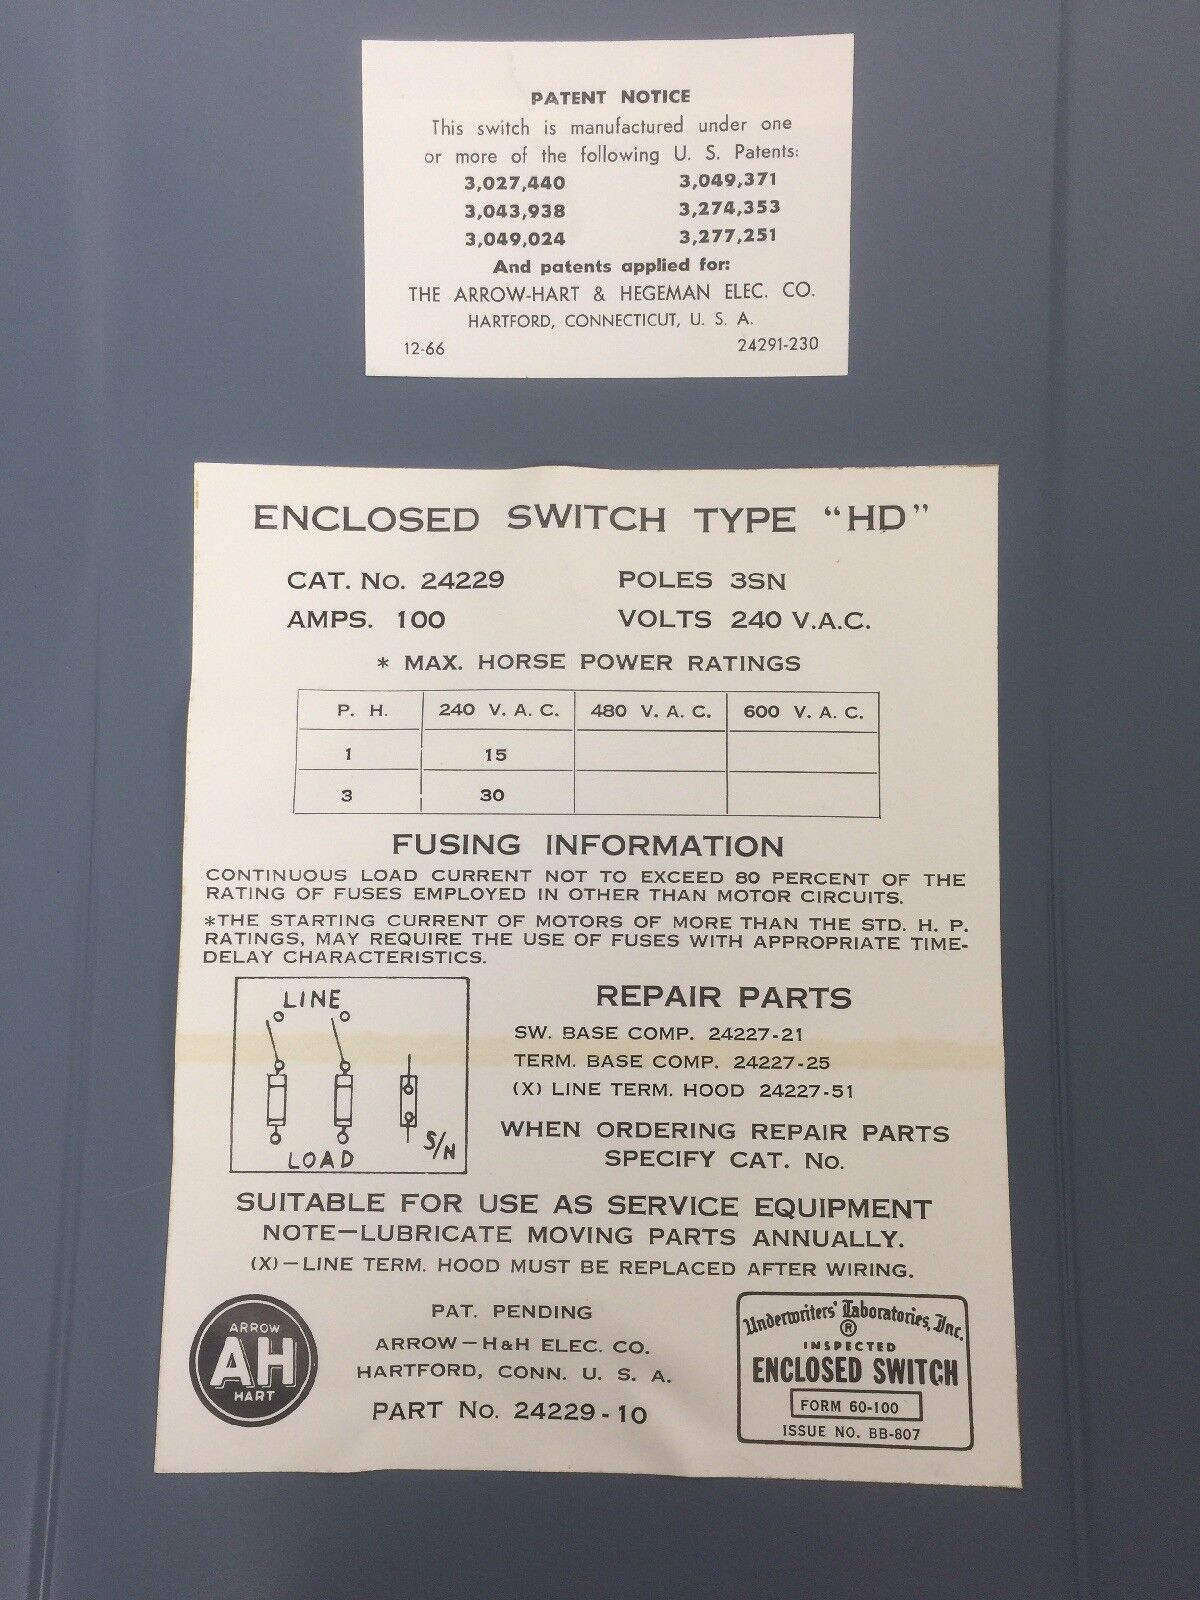 PATENT NOTICE
This switch is manufactured under one
or more of the following U. S. Patents:
3,027,440 3,049,371
3,043,938 3,274,353
3,049,024 3,277,251
And patents applied for:
THE ARROW-HART & HEGEMAN ELEC. CO.
HARTFORD, CONNECTICUT, U. S. A.
12-66 24291-230
ENCLOSED SWITCH TYPE "HD"
CAT. No. 24229 POLES 3SN
AMPS. 100 VOLTS 240 V.A.C.
* MAX. HORSE POWER RATINGS
P. H. 240 V. A. C. 480 V. A. C. 600 V. A. C.
1 15
3 30
FUSING INFORMATION
CONTINUOUS LOAD CURRENT NOT TO EXCEED 80 PERCENT OF THE
RATING OF FUSES EMPLOYED IN OTHER THAN MOTOR CIRCUITS.
*THE STARTING CURRENT OF MOTORS OF MORE THAN THE STD. H. P.
RATINGS, MAY REQUIRE THE USE OF FUSES WITH APPROPRIATE TIME-
DELAY CHARACTERISTICS.
LINE
S/N
LOAD
REPAIR PARTS
SW. BASE COMP. 24227-21
TERM. BASE COMP. 24227-25
(X) LINE TERM. HOOD 24227-51
WHEN ORDERING REPAIR PARTS
SPECIFY CAT. No.
SUITABLE FOR USE AS SERVICE EQUIPMENT
NOTE—LUBRICATE MOVING PARTS ANNUALLY.
(X)—LINE TERM. HOOD MUST BE REPLACED AFTER WIRING.
ARROW
AH
HART
PAT. PENDING
ARROW—H&H ELEC. CO.
HARTFORD, CONN. U. S. A.
PART No. 24229-10
Underwriters' Laboratories, Inc.
®
INSPECTED
ENCLOSED SWITCH
FORM 60-100
ISSUE NO. BB-807